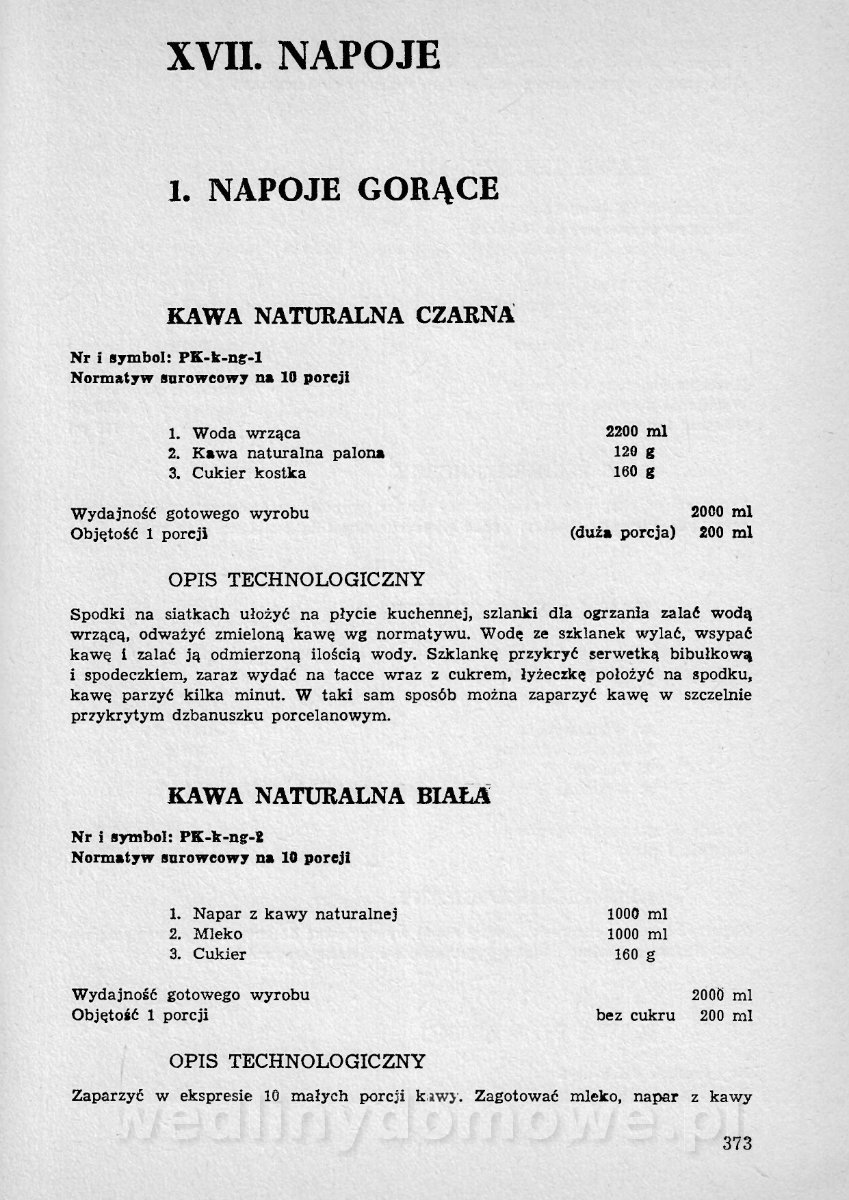 XVII. NAPOJE
1. NAPOJE GORĄCE
KAWA NATURALNA CZARNA
Nr i symbol: PK-k-ng-1
Normatyw surowcowy na 10 porcji
1. Woda wrząca 2200 ml
2. Kawa naturalna palona 120 g
3. Cukier kostka 160 g
Wydajność gotowego wyrobu 2000 ml
Objętość 1 porcji (duża porcja) 200 ml
OPIS TECHNOLOGICZNY
Spodki na siatkach ułożyć na płycie kuchennej, szlanki dla ogrzania zalać wodą
wrzącą, odważyć zmieloną kawę wg normatywu. Wodę ze szklanek wylać, wsypać
kawę i zalać ją odmierzoną ilością wody. Szklankę przykryć serwetką bibułkową
i spodeczkiem, zaraz wydać na tacce wraz z cukrem, łyżeczkę położyć na spodku,
kawę parzyć kilka minut. W taki sam sposób można zaparzyć kawę w szczelnie
przykrytym dzbanuszku porcelanowym.
KAWA NATURALNA BIAŁA
Nr i symbol: PK-k-ng-2
Normatyw surowcowy na 10 porcji
1. Napar z kawy naturalnej 1000 ml
2. Mleko 1000 ml
3. Cukier 160 g
Wydajność gotowego wyrobu 2000 ml
Objętość 1 porcji bez cukru 200 ml
OPIS TECHNOLOGICZNY
Zaparzyć w ekspresie 10 małych porcji kawy. Zagotować mleko, napar z kawy
wedlinydomowe.pl
373